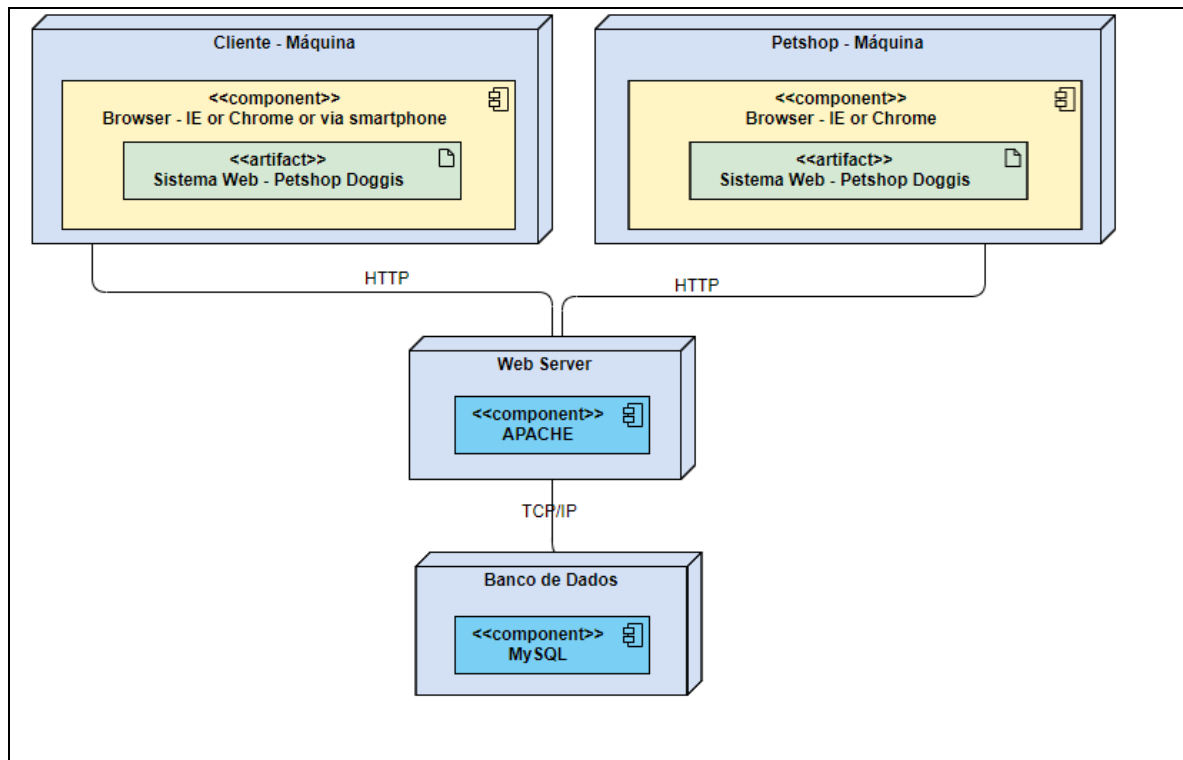 Cliente - Máquina
<<component>>
Browser - IE or Chrome or via smartphone
<<artifact>>
Sistema Web - Petshop Doggis
Petshop - Máquina
<<component>>
Browser - IE or Chrome
<<artifact>>
Sistema Web - Petshop Doggis
HTTP
HTTP
Web Server
<<component>>
APACHE
TCP/IP
Banco de Dados
<<component>>
MySQL